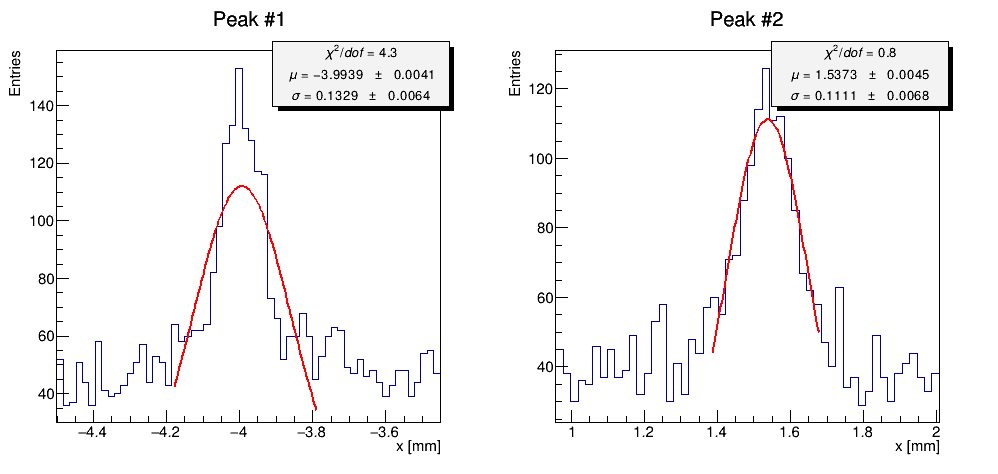 Peak #1
χ²/dof = 4.3
μ = −3.9939 ± 0.0041
σ = 0.1329 ± 0.0064
Entries
140
120
100
80
60
40
−4.4 −4.2 −4 −3.8 −3.6
x [mm]
Peak #2
χ²/dof = 0.8
μ = 1.5373 ± 0.0045
σ = 0.1111 ± 0.0068
Entries
120
100
80
60
40
1 1.2 1.4 1.6 1.8 2
x [mm]